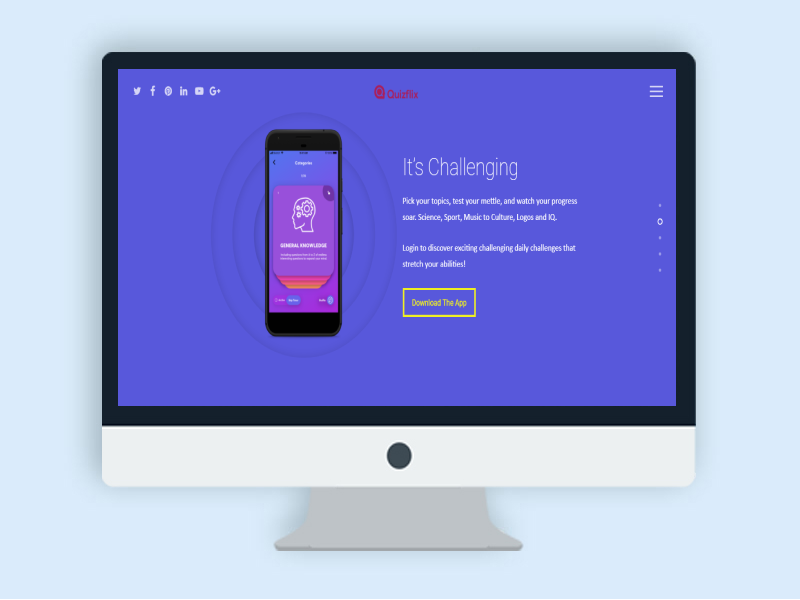 Quizflix
It's Challenging
Pick your topics, test your mettle, and watch your progress
soar. Science, Sport, Music to Culture, Logos and IQ.
Login to discover exciting challenging daily challenges that
stretch your abilities!
Download The App
Categories
GENERAL KNOWLEDGE